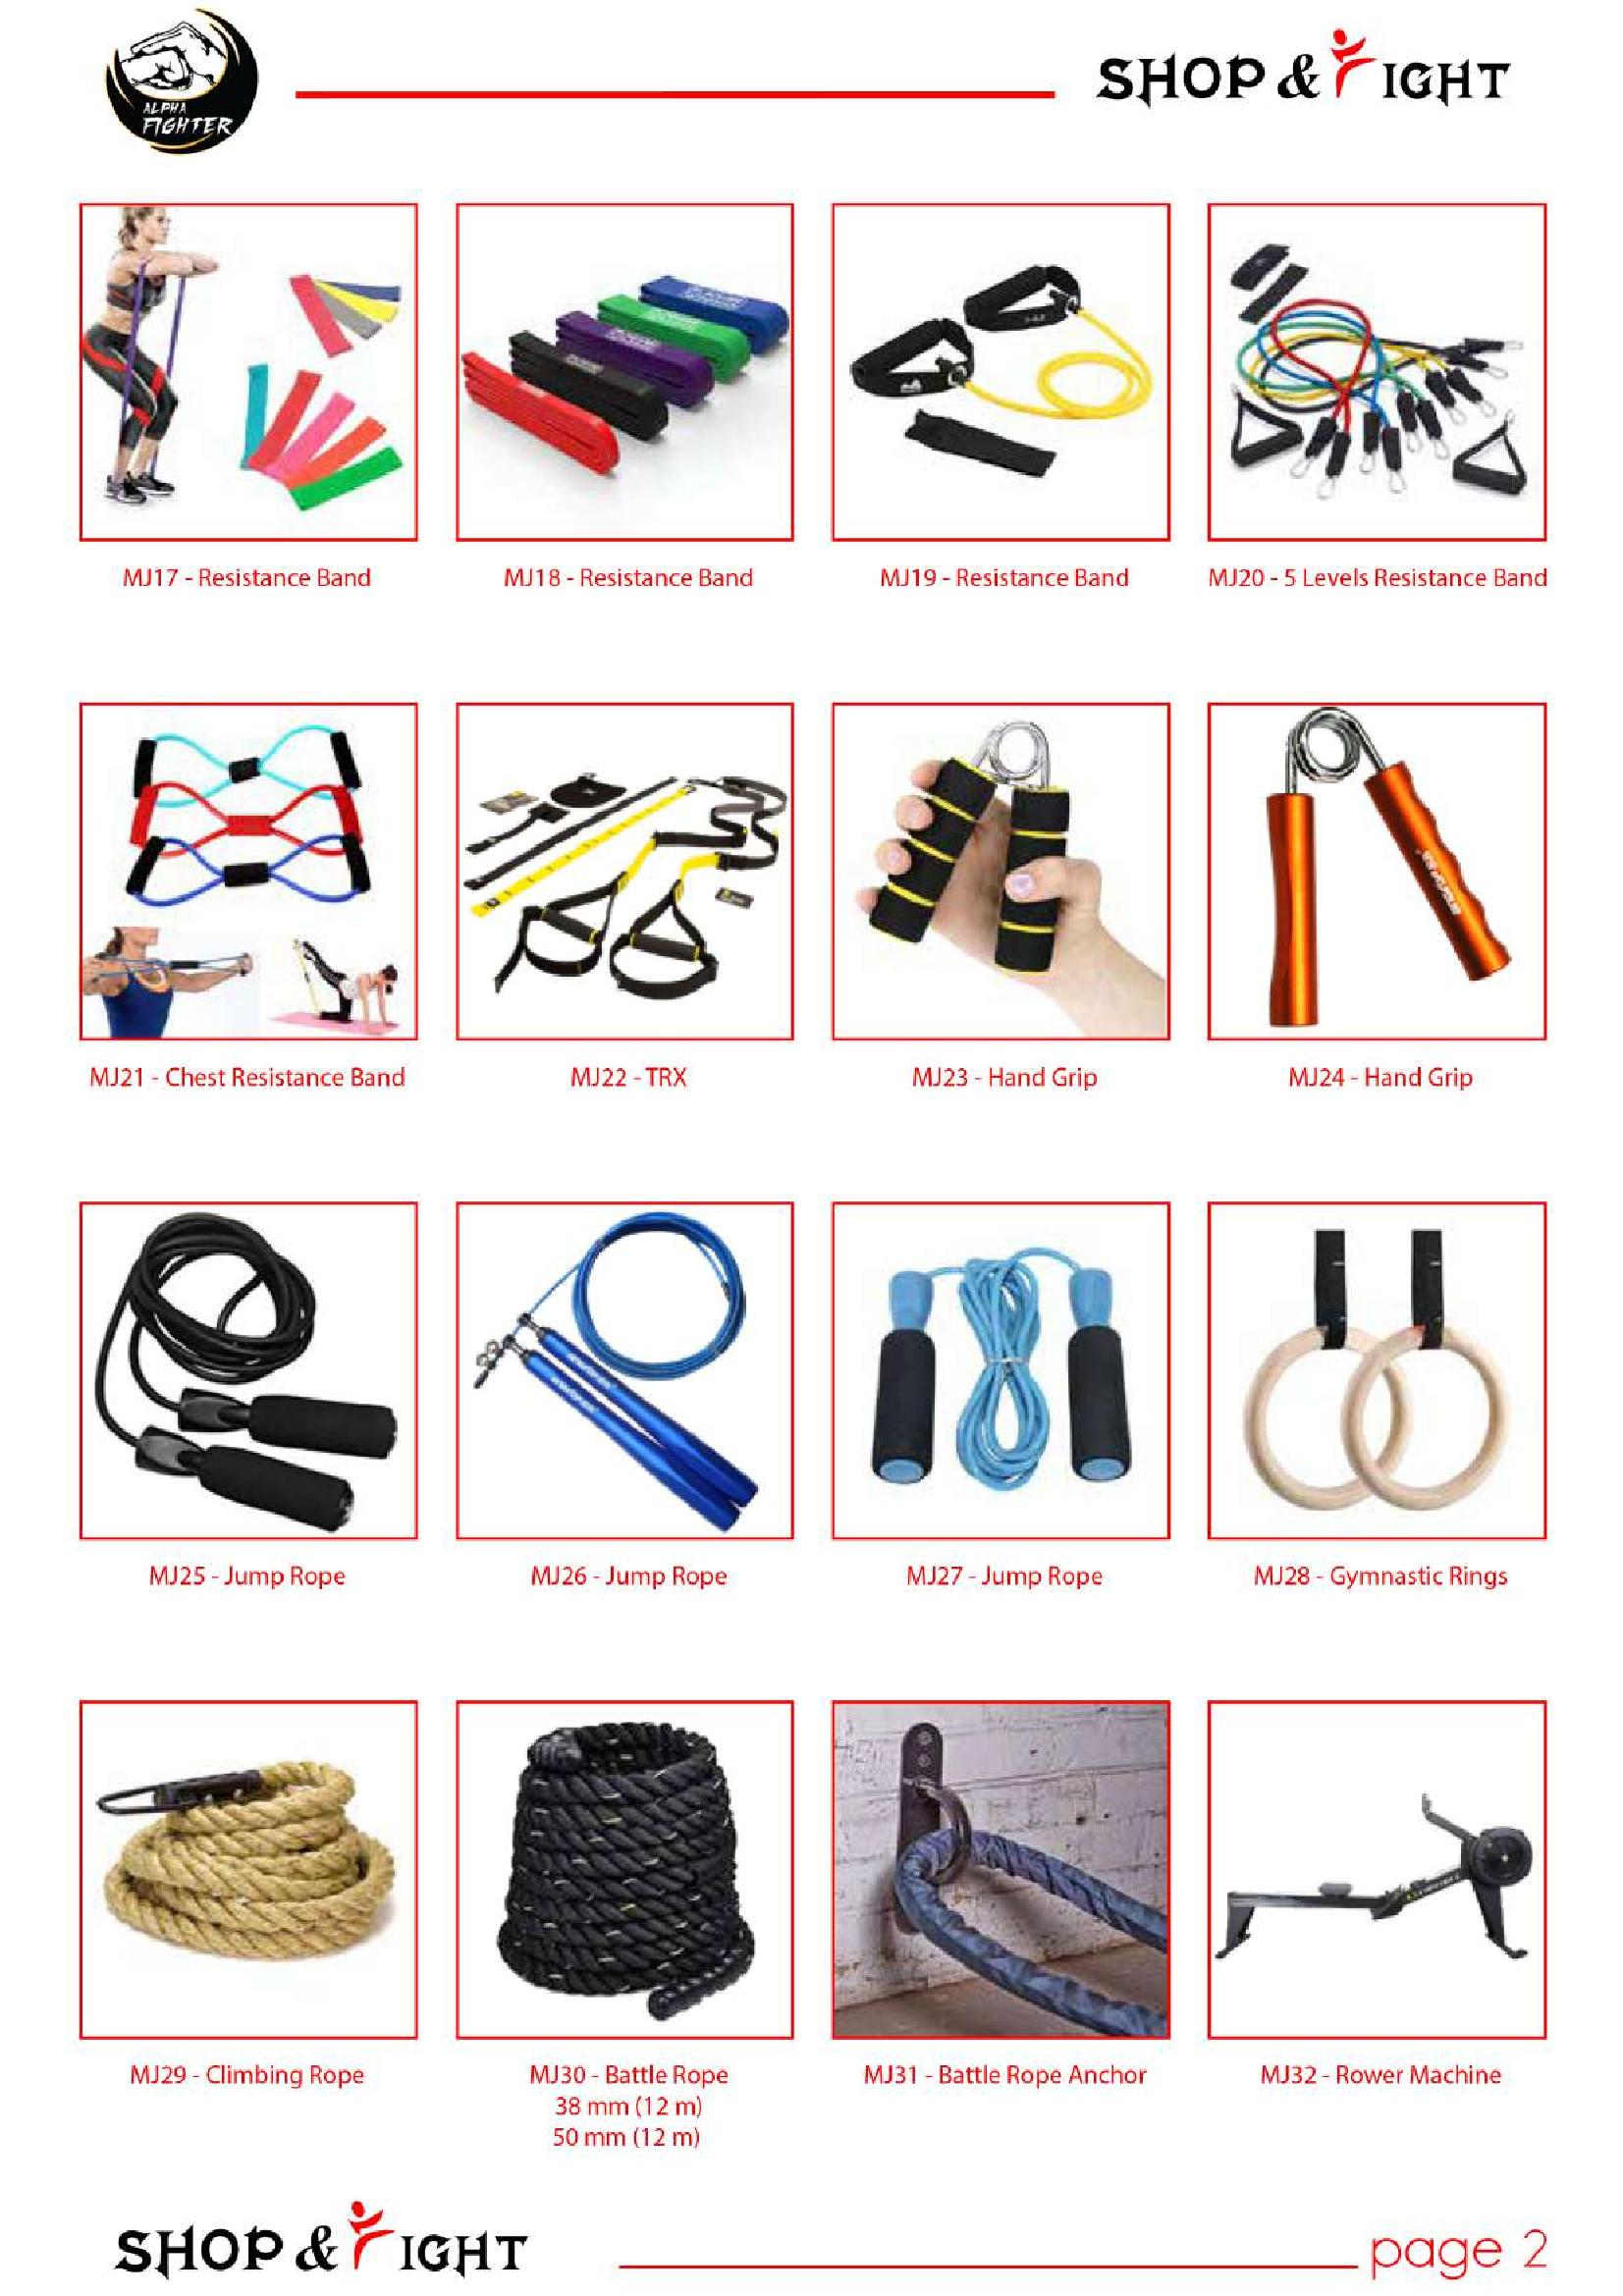 ALPHA
FIGHTER
SHOP & FIGHT
MJ17 - Resistance Band
MJ18 - Resistance Band
MJ19 - Resistance Band
MJ20 - 5 Levels Resistance Band
MJ21 - Chest Resistance Band
MJ22 - TRX
MJ23 - Hand Grip
MJ24 - Hand Grip
MJ25 - Jump Rope
MJ26 - Jump Rope
MJ27 - Jump Rope
MJ28 - Gymnastic Rings
MJ29 - Climbing Rope
MJ30 - Battle Rope
38 mm (12 m)
50 mm (12 m)
MJ31 - Battle Rope Anchor
MJ32 - Rower Machine
SHOP & FIGHT
page 2